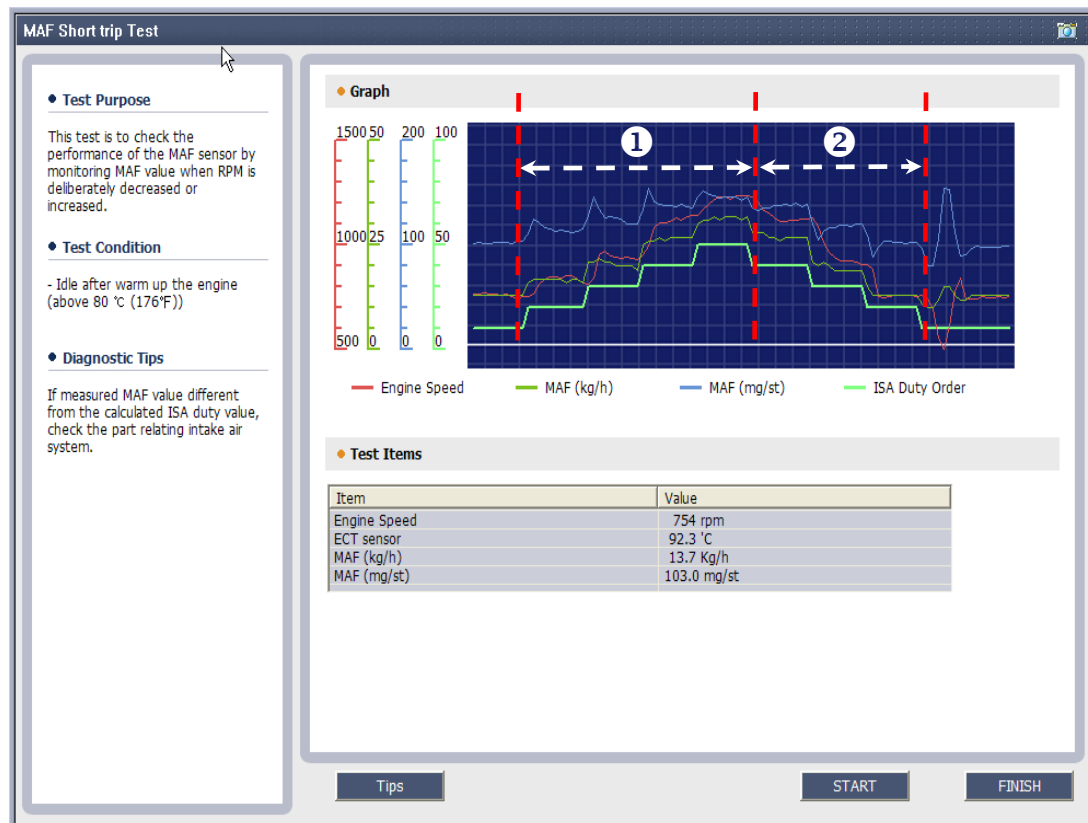 MAF Short trip Test
Test Purpose
This test is to check the
performance of the MAF sensor by
monitoring MAF value when RPM is
deliberately decreased or
increased.
Test Condition
- Idle after warm up the engine
(above 80 ℃ (176℉))
Diagnostic Tips
If measured MAF value different
from the calculated ISA duty value,
check the part relating intake air
system.
Graph
1500 50 200 100
1000 25 100 50
500 0 0 0
❶ ❷
Engine Speed MAF (kg/h) MAF (mg/st) ISA Duty Order
Test Items
Item Value
Engine Speed 754 rpm
ECT sensor 92.3 'C
MAF (kg/h) 13.7 Kg/h
MAF (mg/st) 103.0 mg/st
Tips START FINISH